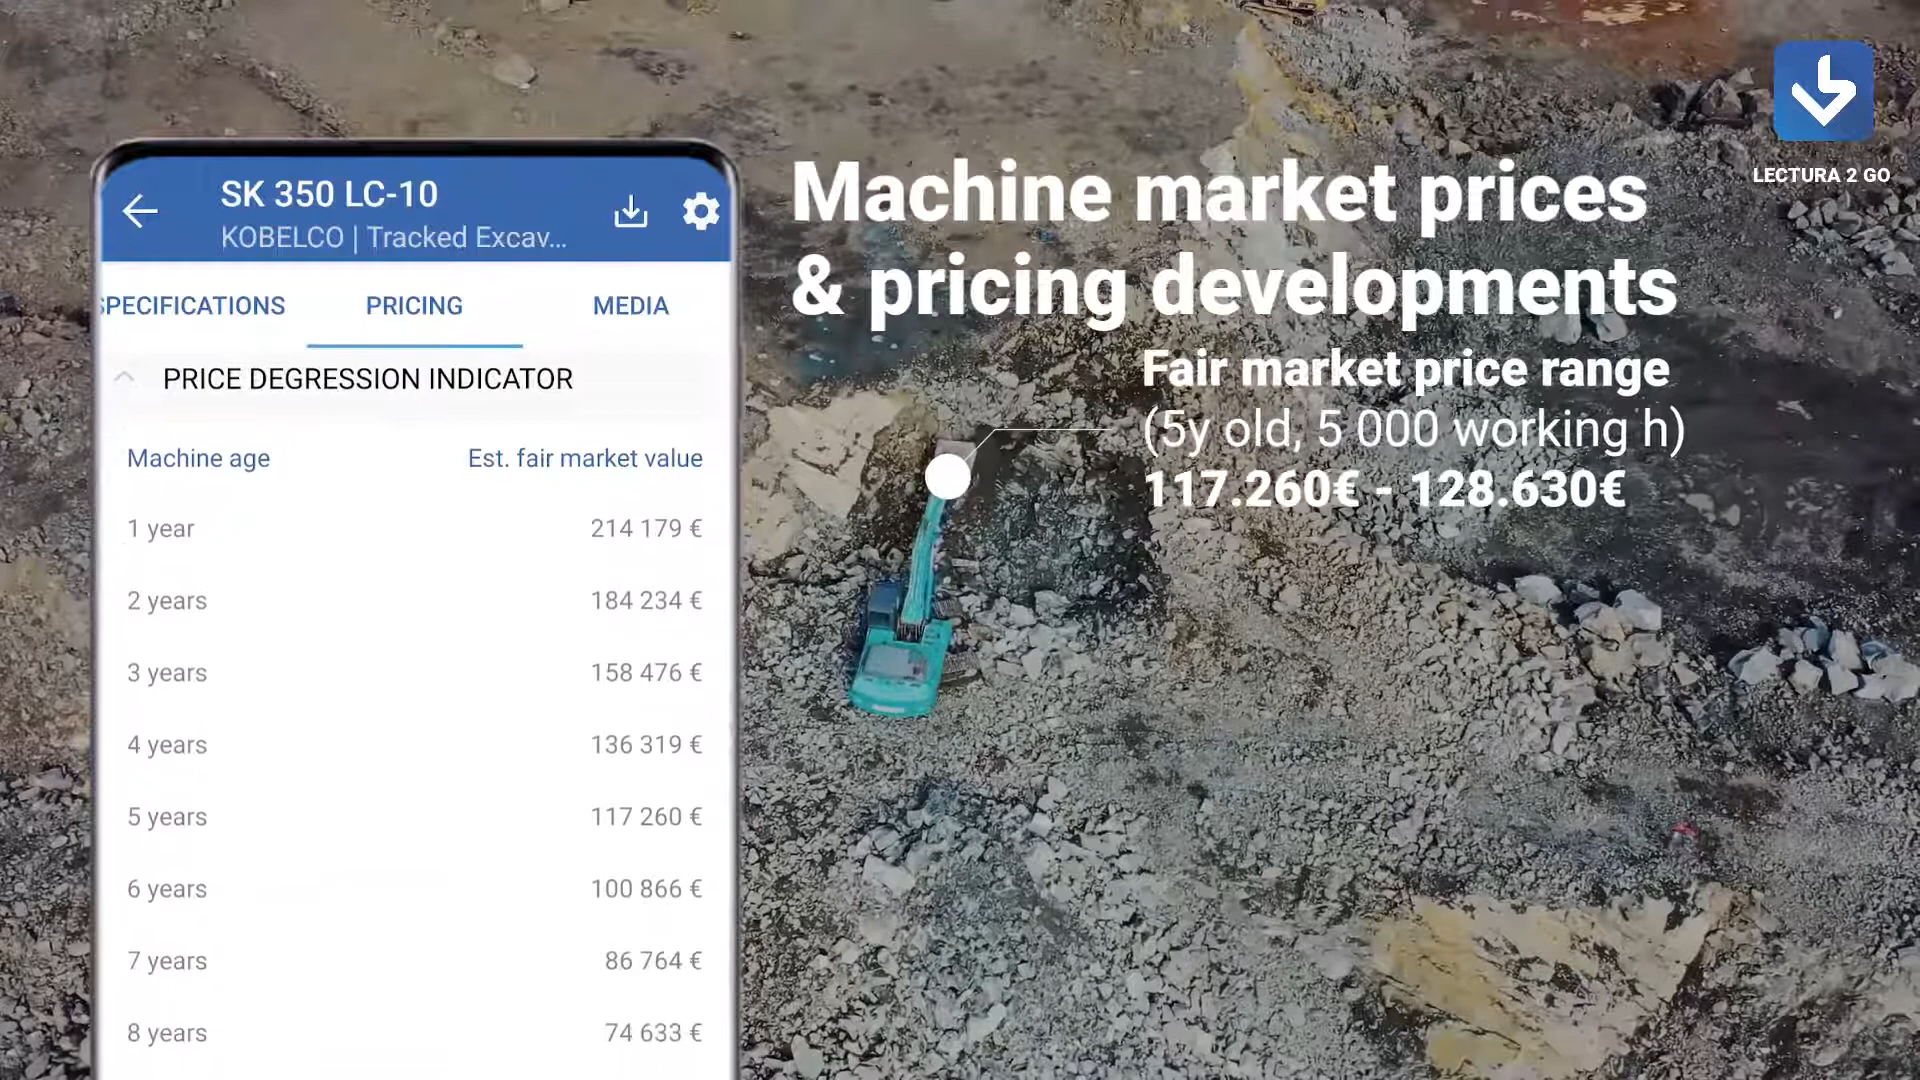 SK 350 LC-10
KOBELCO | Tracked Excav...
SPECIFICATIONS PRICING MEDIA
PRICE DEGRESSION INDICATOR
Machine age Est. fair market value
1 year 214 179 €
2 years 184 234 €
3 years 158 476 €
4 years 136 319 €
5 years 117 260 €
6 years 100 866 €
7 years 86 764 €
8 years 74 633 €
Machine market prices
& pricing developments
Fair market price range
(5y old, 5 000 working h)
117.260€ - 128.630€
LECTURA 2 GO